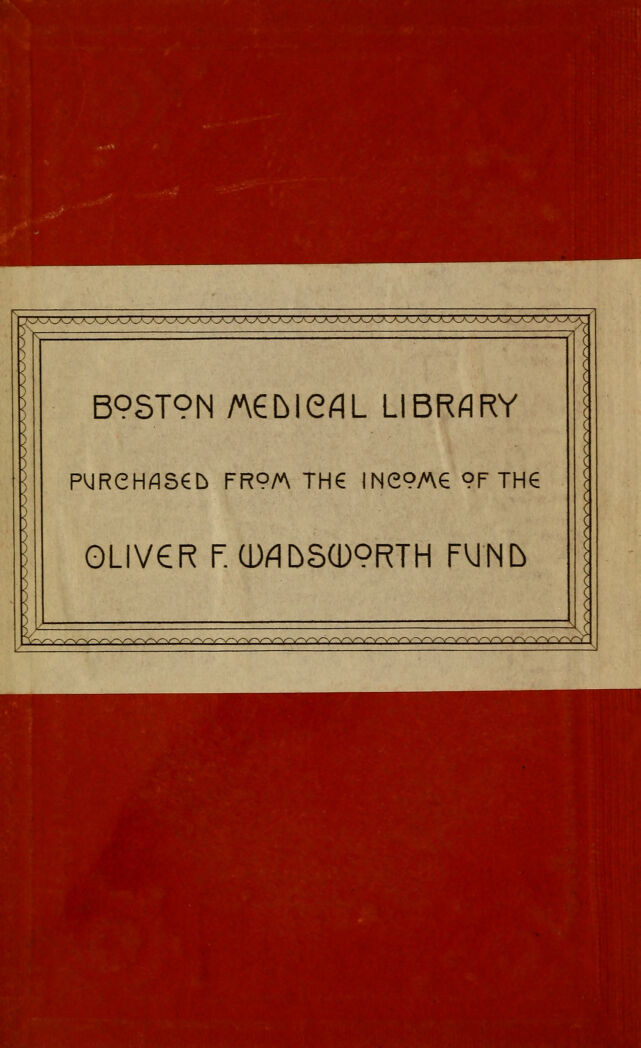 BOSTON MEDICAL LIBRARY
PURCHASED FROM THE INCOME OF THE
OLIVER F. WADSWORTH FUND